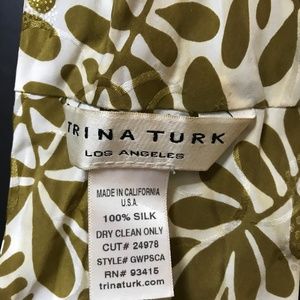 TRINA TURK
LOS ANGELES
MADE IN CALIFORNIA
U.S.A.
100% SILK
DRY CLEAN ONLY
CUT# 24978
STYLE# GWPSCA
RN# 93415
trinaturk.com